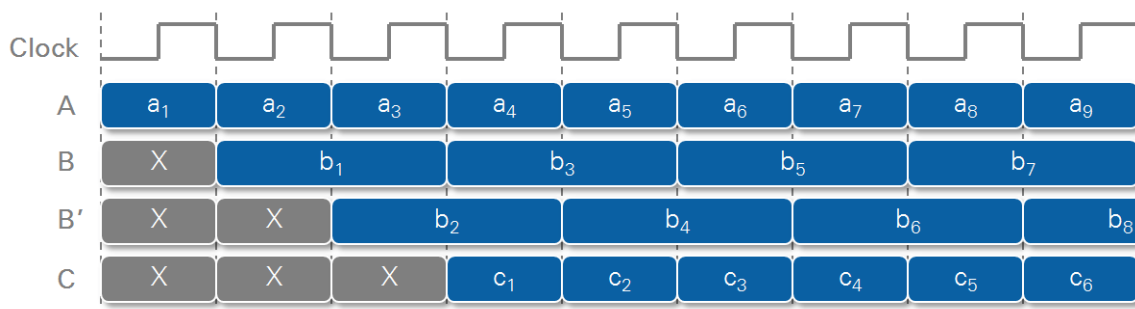 Clock
A a₁ a₂ a₃ a₄ a₅ a₆ a₇ a₈ a₉
B X b₁ b₃ b₅ b₇
B’ X X b₂ b₄ b₆ b₈
C X X X c₁ c₂ c₃ c₄ c₅ c₆